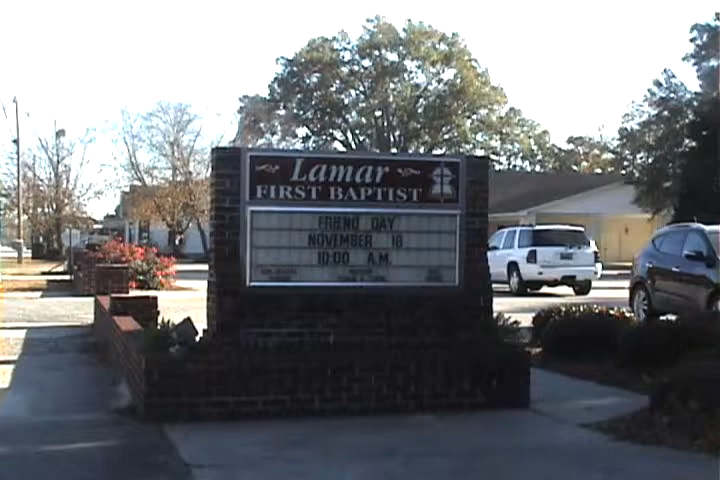 Lamar
FIRST BAPTIST
FRIEND DAY
NOVEMBER 18
10:00 A.M.